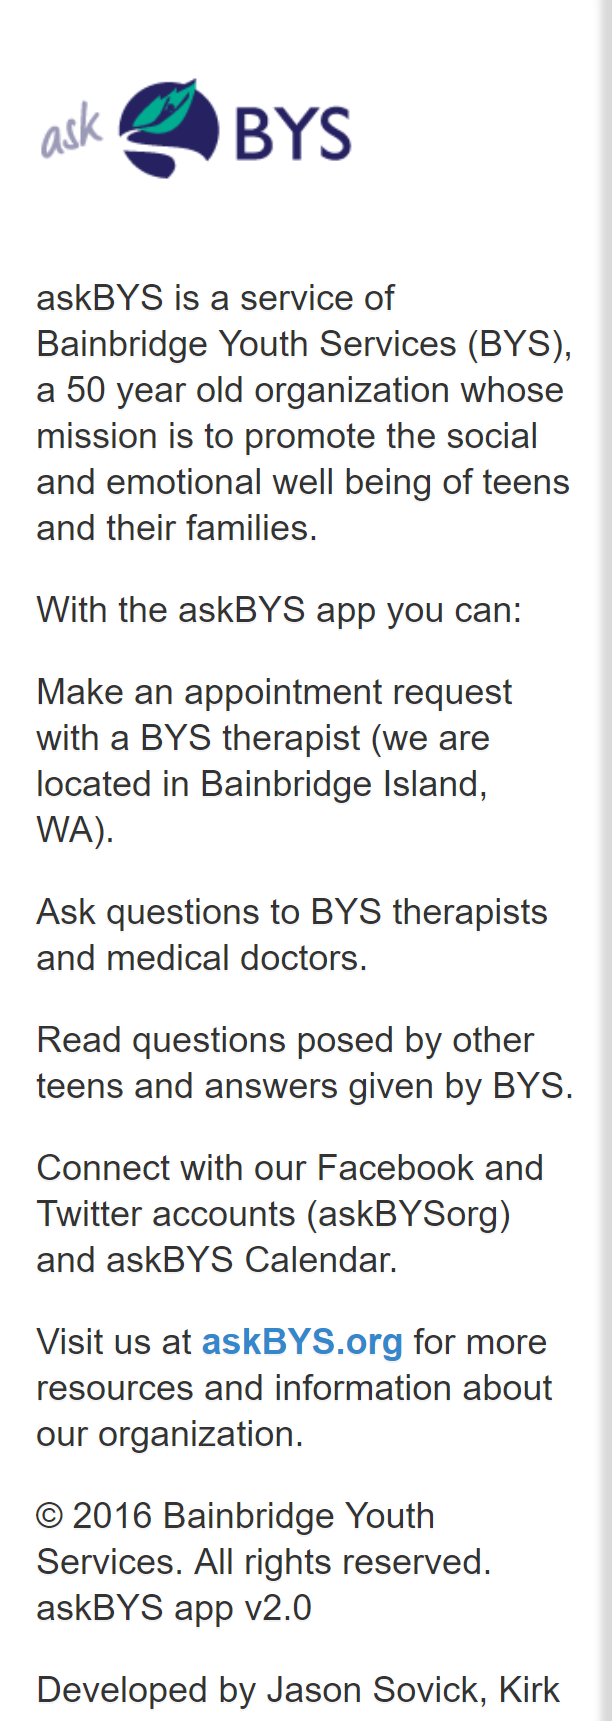 ask BYS
askBYS is a service of
Bainbridge Youth Services (BYS),
a 50 year old organization whose
mission is to promote the social
and emotional well being of teens
and their families.
With the askBYS app you can:
Make an appointment request
with a BYS therapist (we are
located in Bainbridge Island,
WA).
Ask questions to BYS therapists
and medical doctors.
Read questions posed by other
teens and answers given by BYS.
Connect with our Facebook and
Twitter accounts (askBYSorg)
and askBYS Calendar.
Visit us at askBYS.org for more
resources and information about
our organization.
© 2016 Bainbridge Youth
Services. All rights reserved.
askBYS app v2.0
Developed by Jason Sovick, Kirk